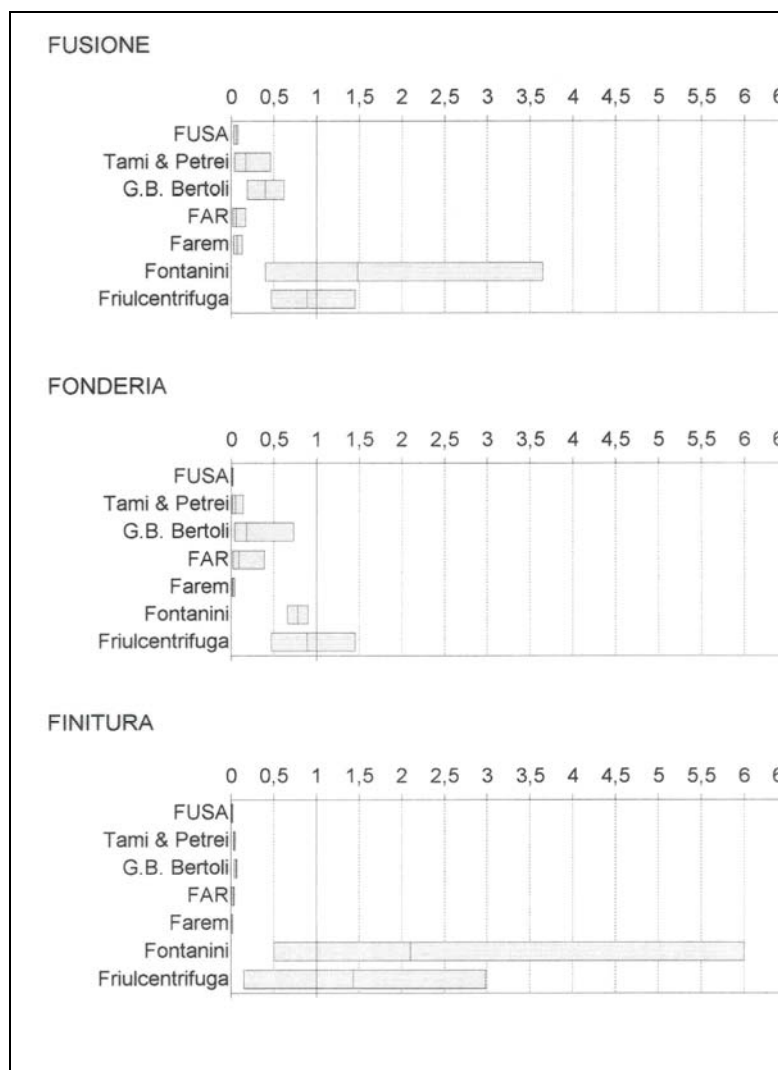 FUSIONE
0 0,5 1 1,5 2 2,5 3 3,5 4 4,5 5 5,5 6
FUSA
Tami & Petrei
G.B. Bertoli
FAR
Farem
Fontanini
Friulcentrifuga
FONDERIA
0 0,5 1 1,5 2 2,5 3 3,5 4 4,5 5 5,5 6
FUSA
Tami & Petrei
G.B. Bertoli
FAR
Farem
Fontanini
Friulcentrifuga
FINITURA
0 0,5 1 1,5 2 2,5 3 3,5 4 4,5 5 5,5 6
FUSA
Tami & Petrei
G.B. Bertoli
FAR
Farem
Fontanini
Friulcentrifuga